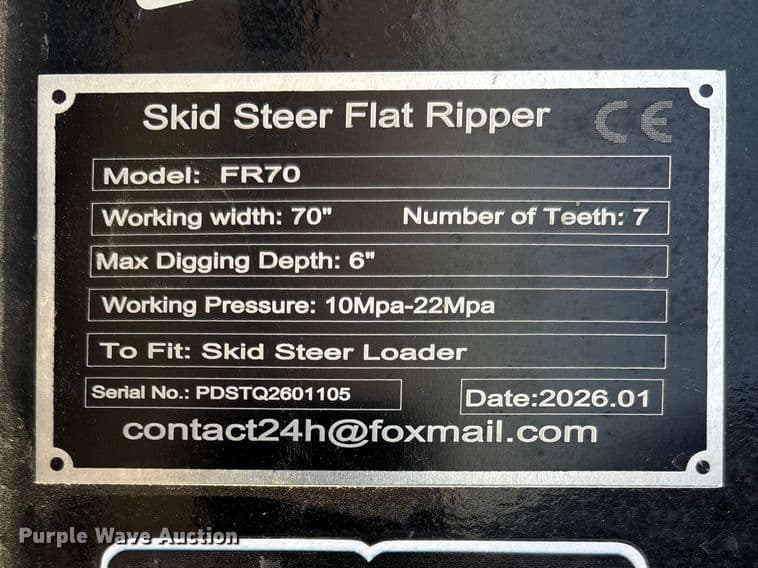 Skid Steer Flat Ripper CE
Model: FR70
Working width: 70" Number of Teeth: 7
Max Digging Depth: 6"
Working Pressure: 10Mpa-22Mpa
To Fit: Skid Steer Loader
Serial No.: PDSTQ2601105 Date:2026.01
contact24h@foxmail.com
Purple Wave Auction